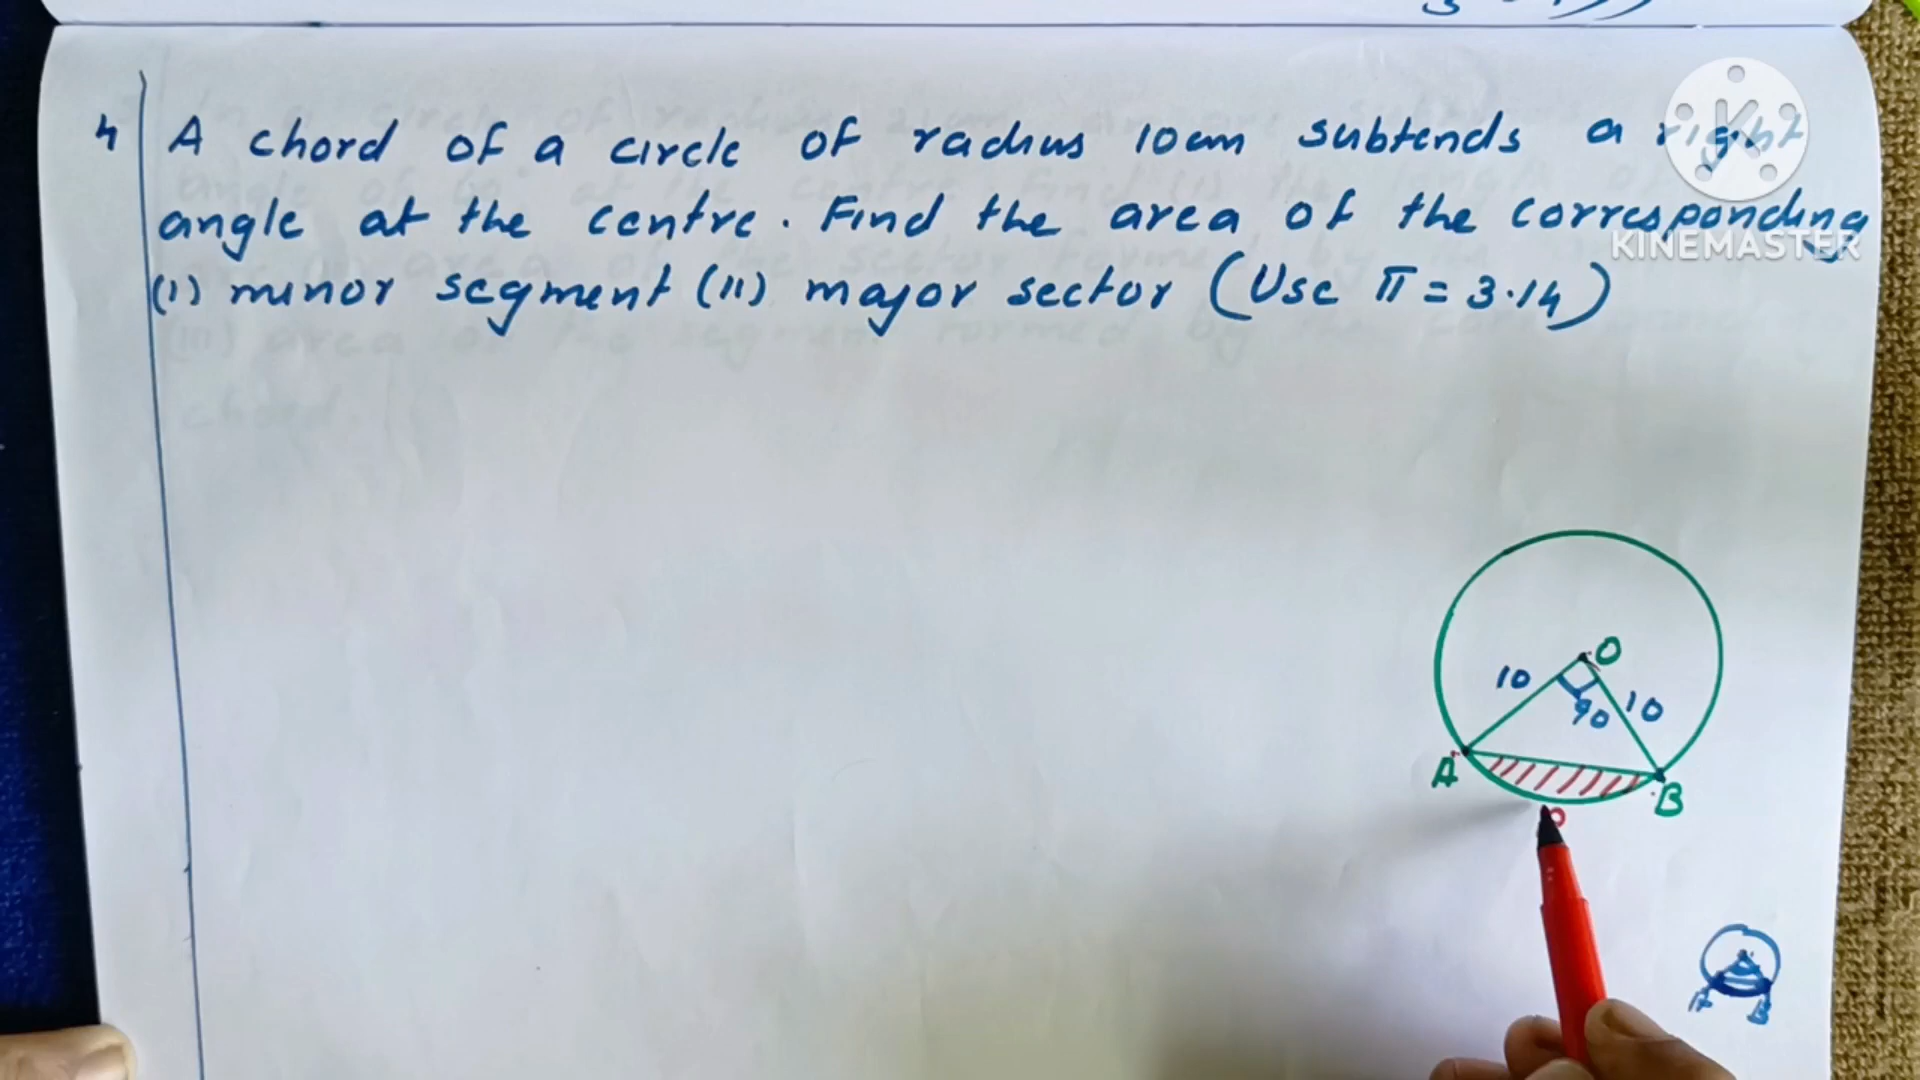 4 A chord of a circle of radius 10cm subtends a right
angle at the centre. Find the area of the corresponding
(i) minor segment (ii) major sector (Use π = 3.14)
KINEMASTER
O
10
90
10
A
B
A B